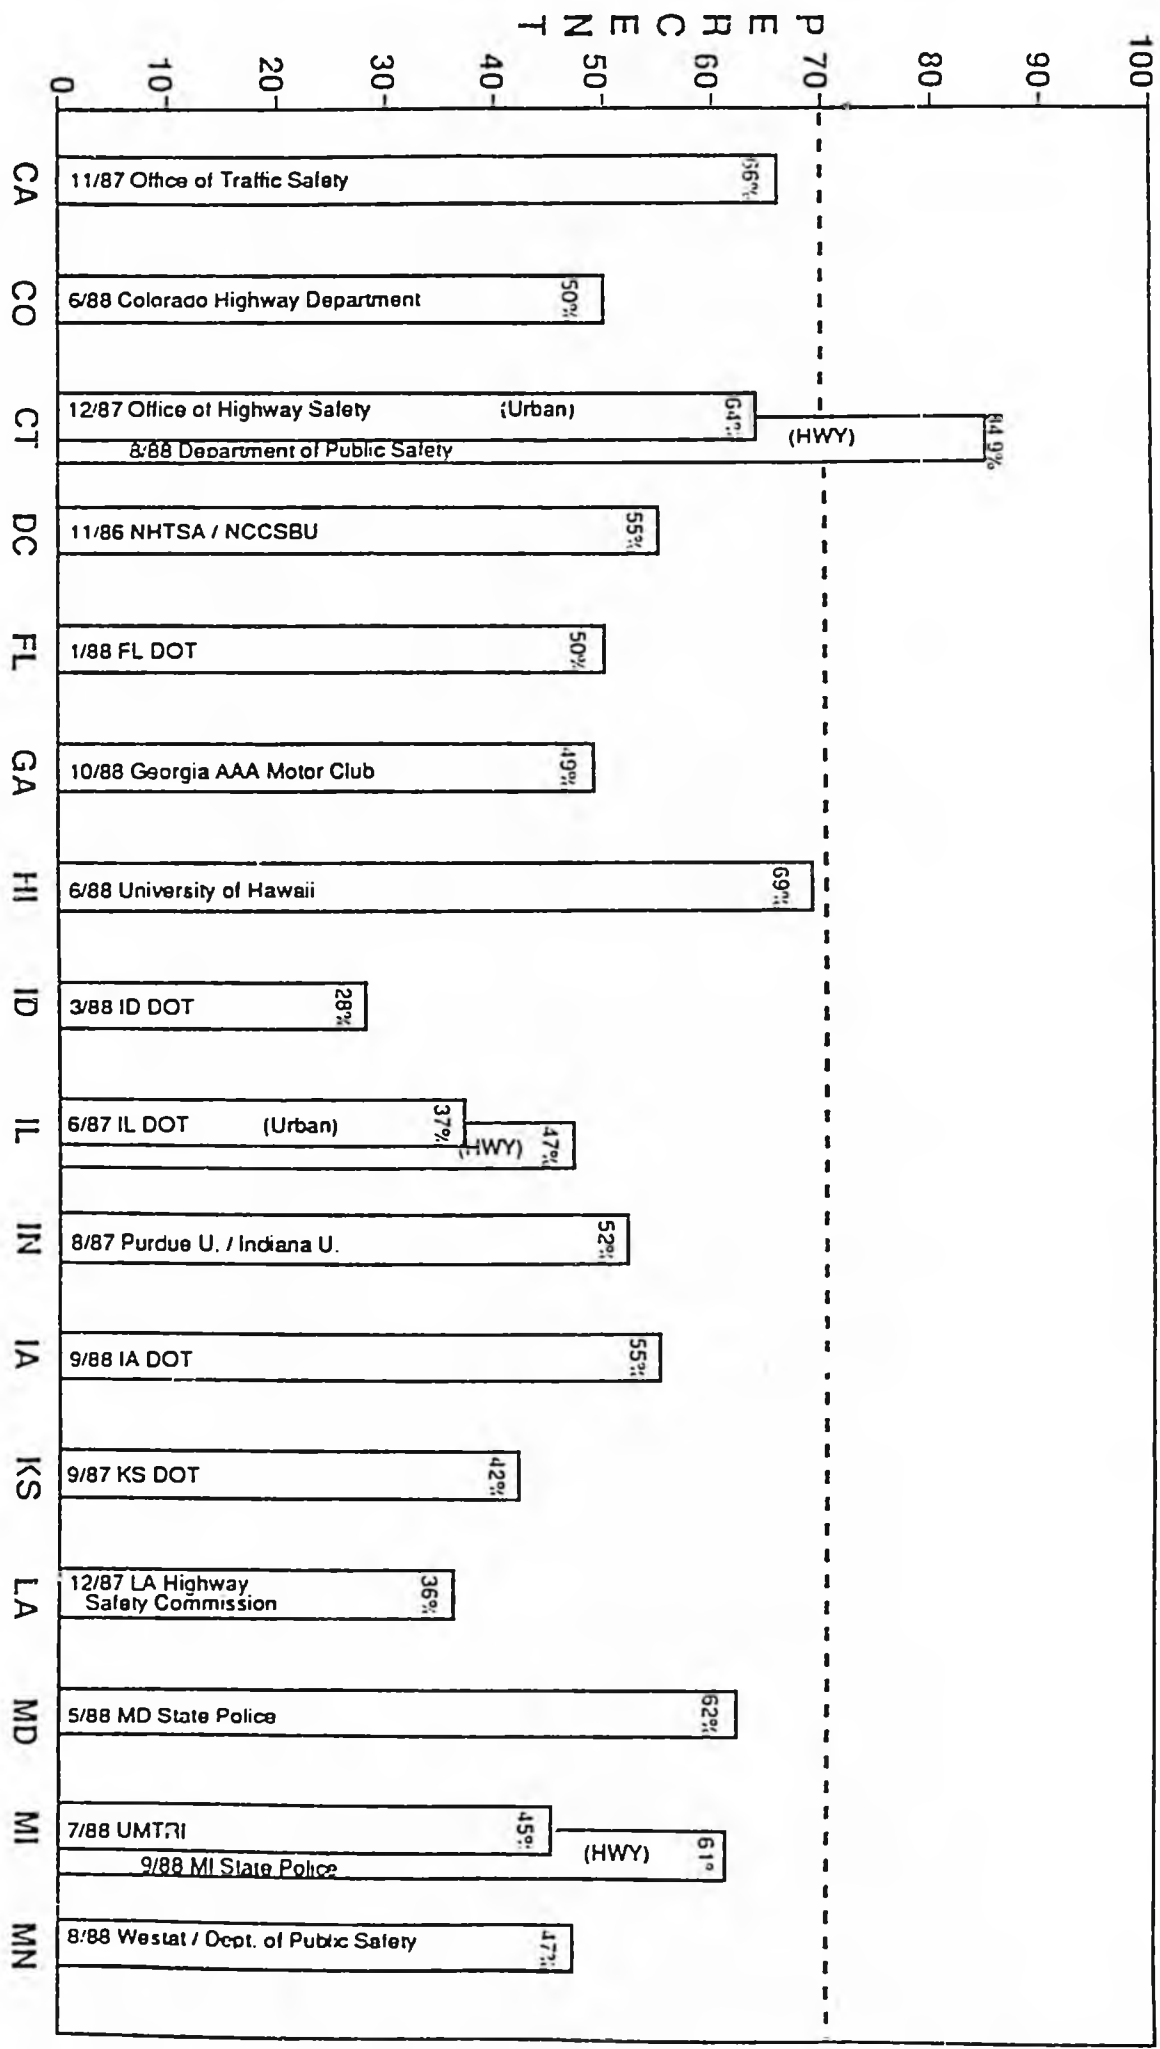 PERCENT
100
90
80
70
60
50
40
30
20
10
0
CA
11/87 Office of Traffic Safety
66%
CO
6/88 Colorado Highway Department
50%
CT
12/87 Office of Highway Safety (Urban)
64%
8/88 Department of Public Safety
(HWY)
84.9%
DC
11/86 NHTSA / NCCSBU
55%
FL
1/88 FL DOT
50%
GA
10/88 Georgia AAA Motor Club
49%
HI
6/88 University of Hawaii
69%
ID
3/88 ID DOT
28%
IL
6/87 IL DOT (Urban)
37%
(HWY)
47%
IN
8/87 Purdue U. / Indiana U.
52%
IA
9/88 IA DOT
55%
KS
9/87 KS DOT
42%
LA
12/87 LA Highway
Safety Commission
36%
MD
5/88 MD State Police
62%
MI
7/88 UMTRI
45%
9/88 MI State Police
(HWY)
61%
MN
8/88 Westat / Dept. of Public Safety
47%